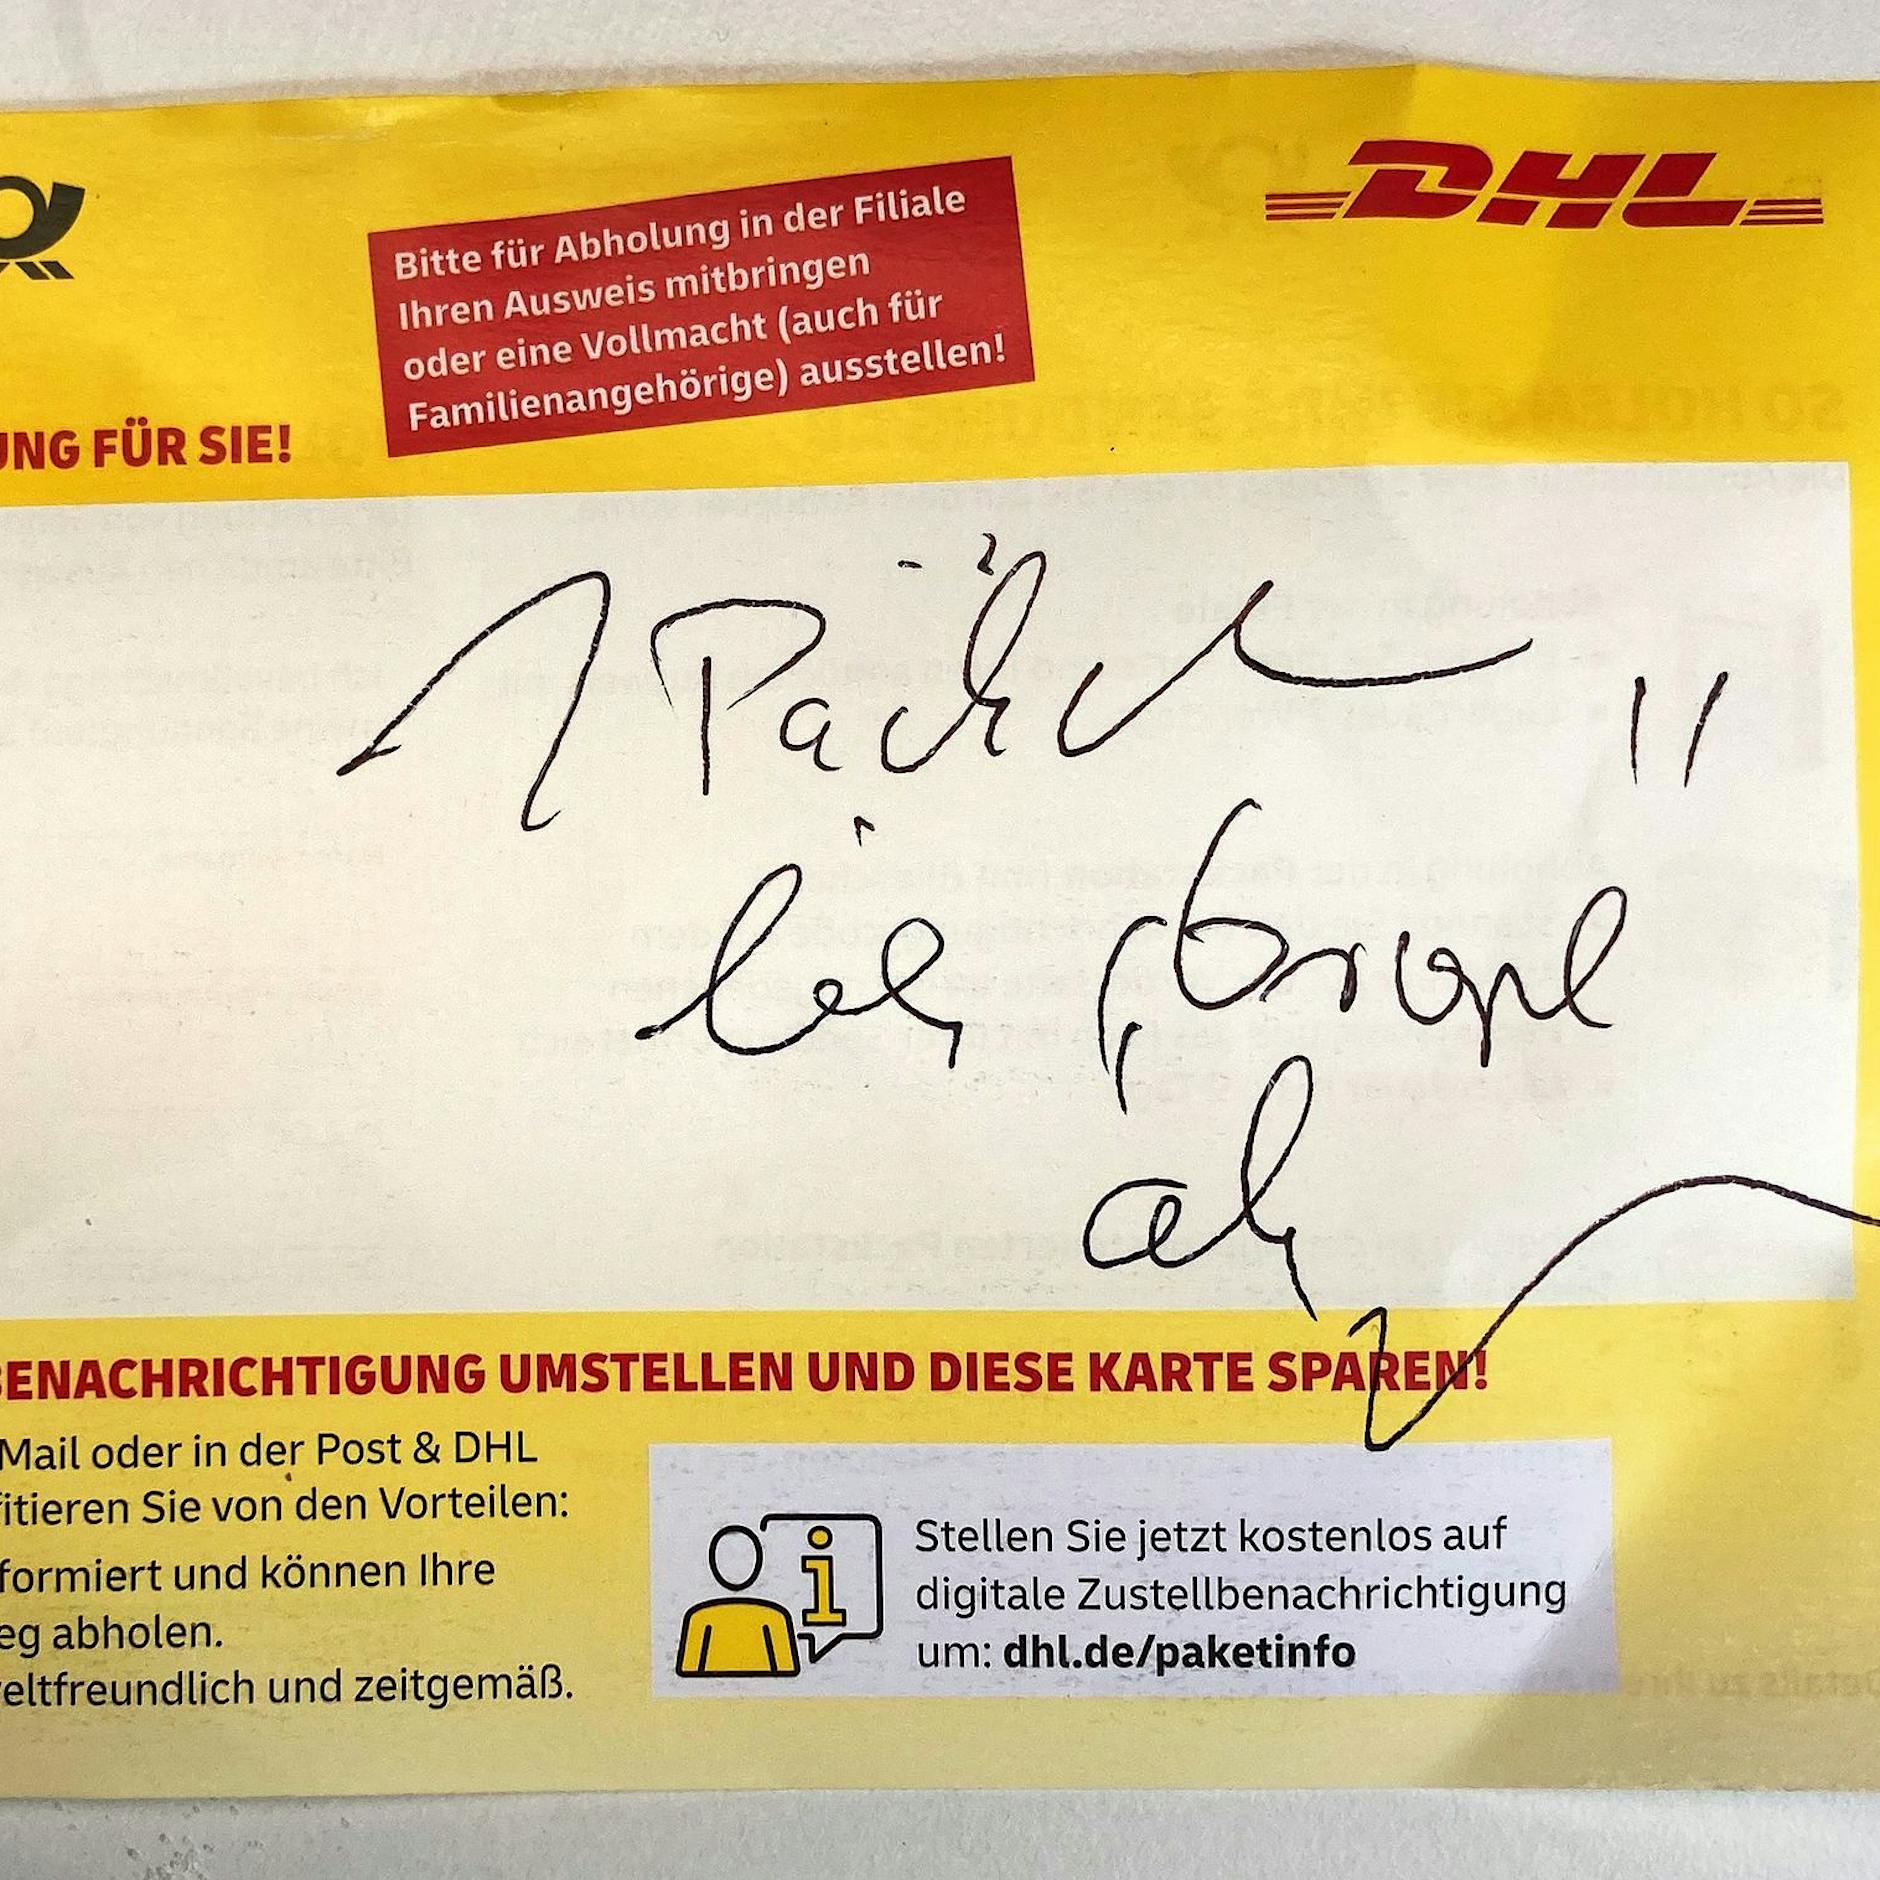 DHL
Bitte für Abholung in der Filiale
Ihren Ausweis mitbringen
oder eine Vollmacht (auch für
Familienangehörige) ausstellen!
UNG FÜR SIE!
1 Päckchen
bei
BENACHRICHTIGUNG UMSTELLEN UND DIESE KARTE SPAREN!
Mail oder in der Post & DHL
fitieren Sie von den Vorteilen:
formiert und können Ihre
eg abholen.
eltfreundlich und zeitgemäß.
Stellen Sie jetzt kostenlos auf
digitale Zustellbenachrichtigung
um: dhl.de/paketinfo